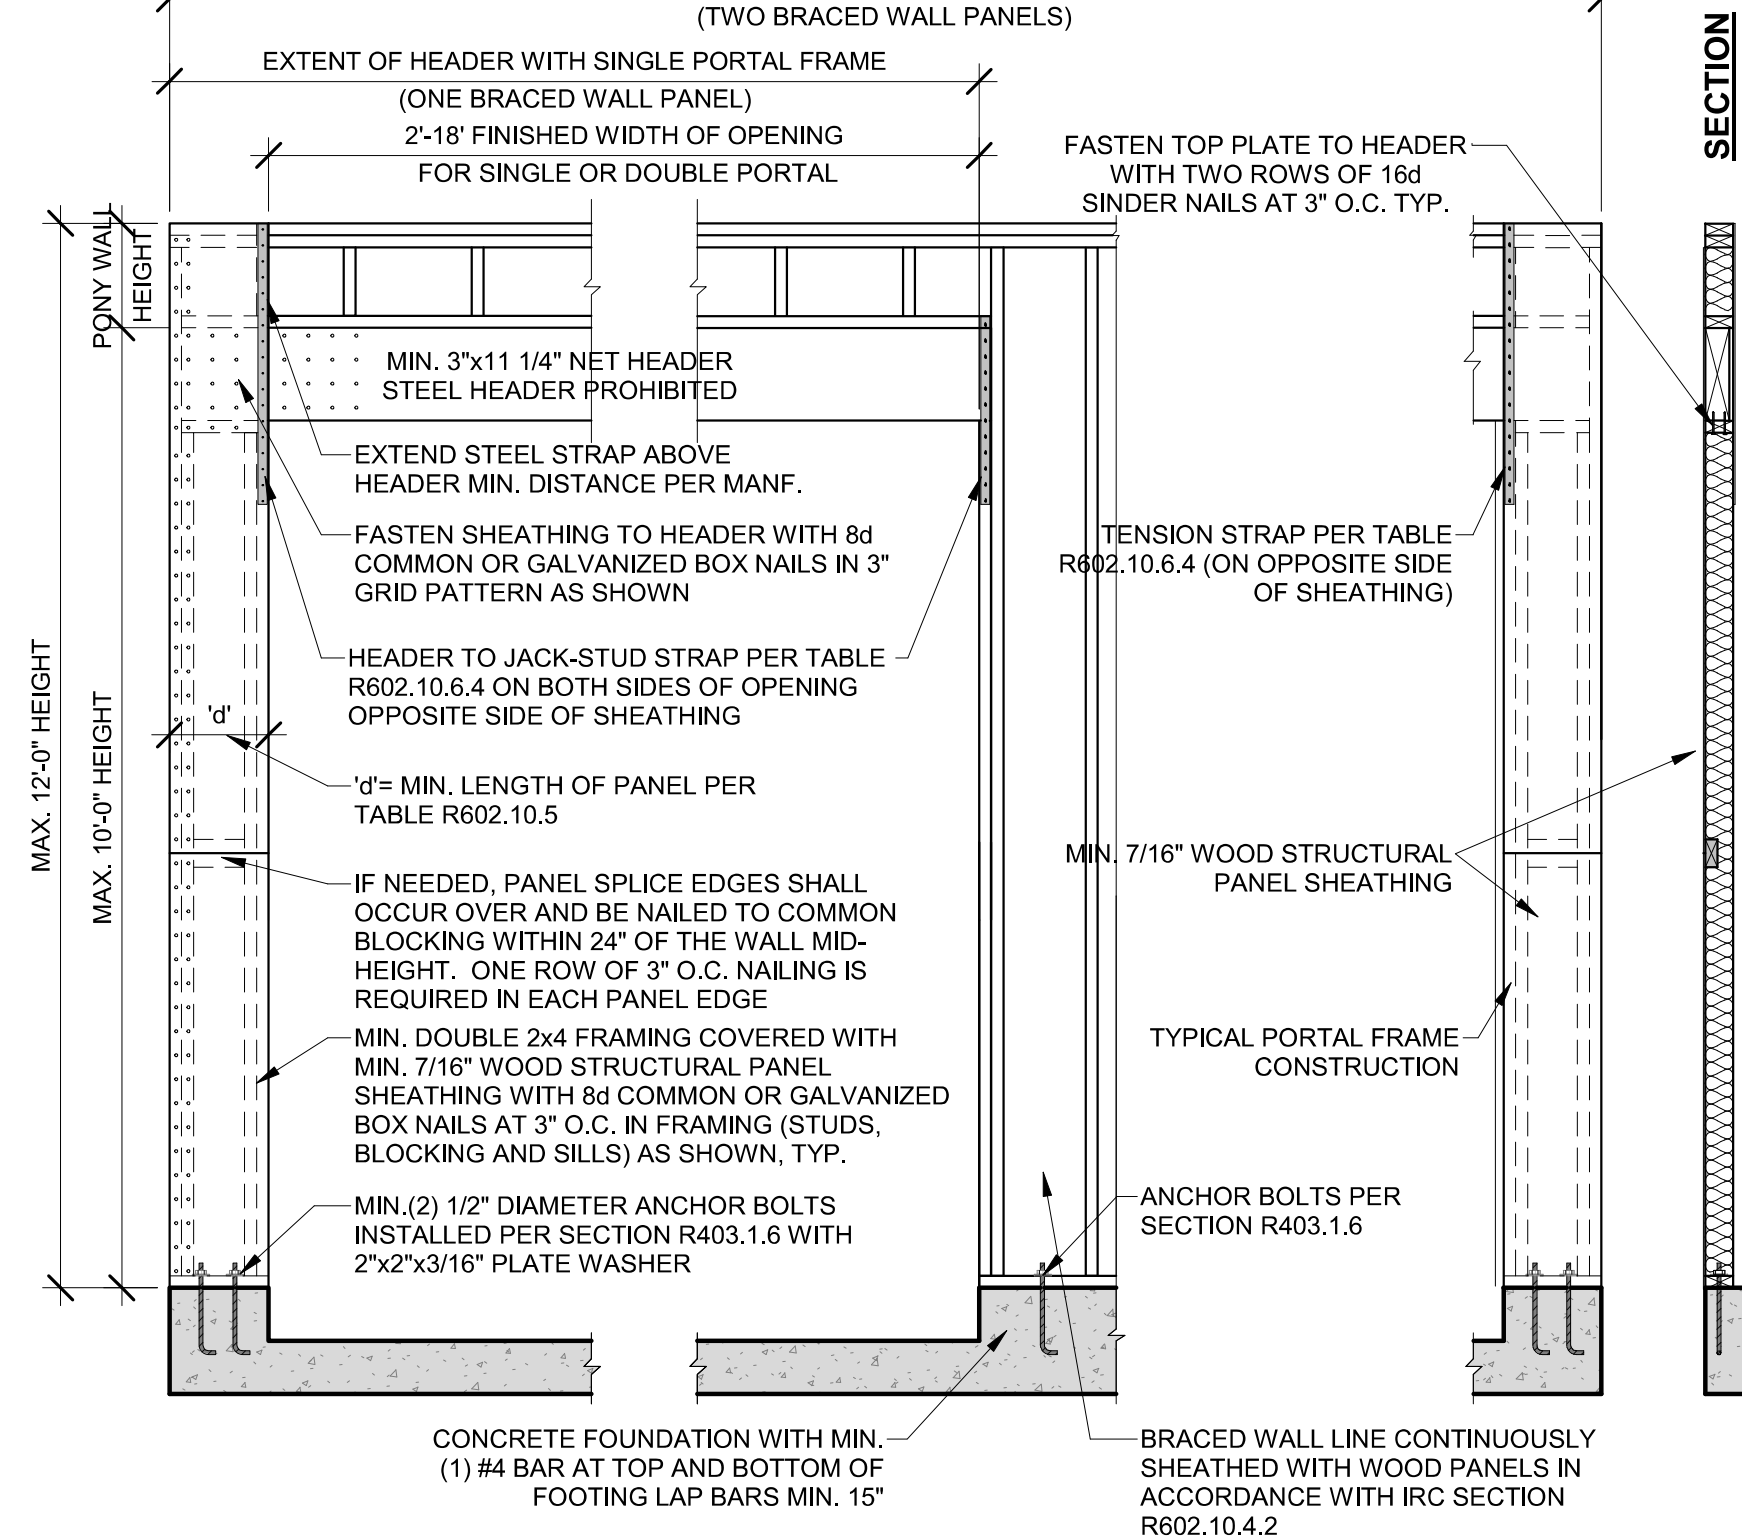 (TWO BRACED WALL PANELS)
EXTENT OF HEADER WITH SINGLE PORTAL FRAME
(ONE BRACED WALL PANEL)
2'-18' FINISHED WIDTH OF OPENING
FOR SINGLE OR DOUBLE PORTAL
SECTION
FASTEN TOP PLATE TO HEADER
WITH TWO ROWS OF 16d
SINDER NAILS AT 3" O.C. TYP.
PONY WALL
HEIGHT
MIN. 3"x11 1/4" NET HEADER
STEEL HEADER PROHIBITED
EXTEND STEEL STRAP ABOVE
HEADER MIN. DISTANCE PER MANF.
FASTEN SHEATHING TO HEADER WITH 8d
COMMON OR GALVANIZED BOX NAILS IN 3"
GRID PATTERN AS SHOWN
TENSION STRAP PER TABLE
R602.10.6.4 (ON OPPOSITE SIDE
OF SHEATHING)
HEADER TO JACK-STUD STRAP PER TABLE
R602.10.6.4 ON BOTH SIDES OF OPENING
OPPOSITE SIDE OF SHEATHING
MAX. 12'-0" HEIGHT
MAX. 10'-0" HEIGHT
'd'
'd'= MIN. LENGTH OF PANEL PER
TABLE R602.10.5
MIN. 7/16" WOOD STRUCTURAL
PANEL SHEATHING
IF NEEDED, PANEL SPLICE EDGES SHALL
OCCUR OVER AND BE NAILED TO COMMON
BLOCKING WITHIN 24" OF THE WALL MID-
HEIGHT. ONE ROW OF 3" O.C. NAILING IS
REQUIRED IN EACH PANEL EDGE
MIN. DOUBLE 2x4 FRAMING COVERED WITH
MIN. 7/16" WOOD STRUCTURAL PANEL
SHEATHING WITH 8d COMMON OR GALVANIZED
BOX NAILS AT 3" O.C. IN FRAMING (STUDS,
BLOCKING AND SILLS) AS SHOWN, TYP.
TYPICAL PORTAL FRAME
CONSTRUCTION
MIN.(2) 1/2" DIAMETER ANCHOR BOLTS
INSTALLED PER SECTION R403.1.6 WITH
2"x2"x3/16" PLATE WASHER
ANCHOR BOLTS PER
SECTION R403.1.6
CONCRETE FOUNDATION WITH MIN.
(1) #4 BAR AT TOP AND BOTTOM OF
FOOTING LAP BARS MIN. 15"
BRACED WALL LINE CONTINUOUSLY
SHEATHED WITH WOOD PANELS IN
ACCORDANCE WITH IRC SECTION
R602.10.4.2